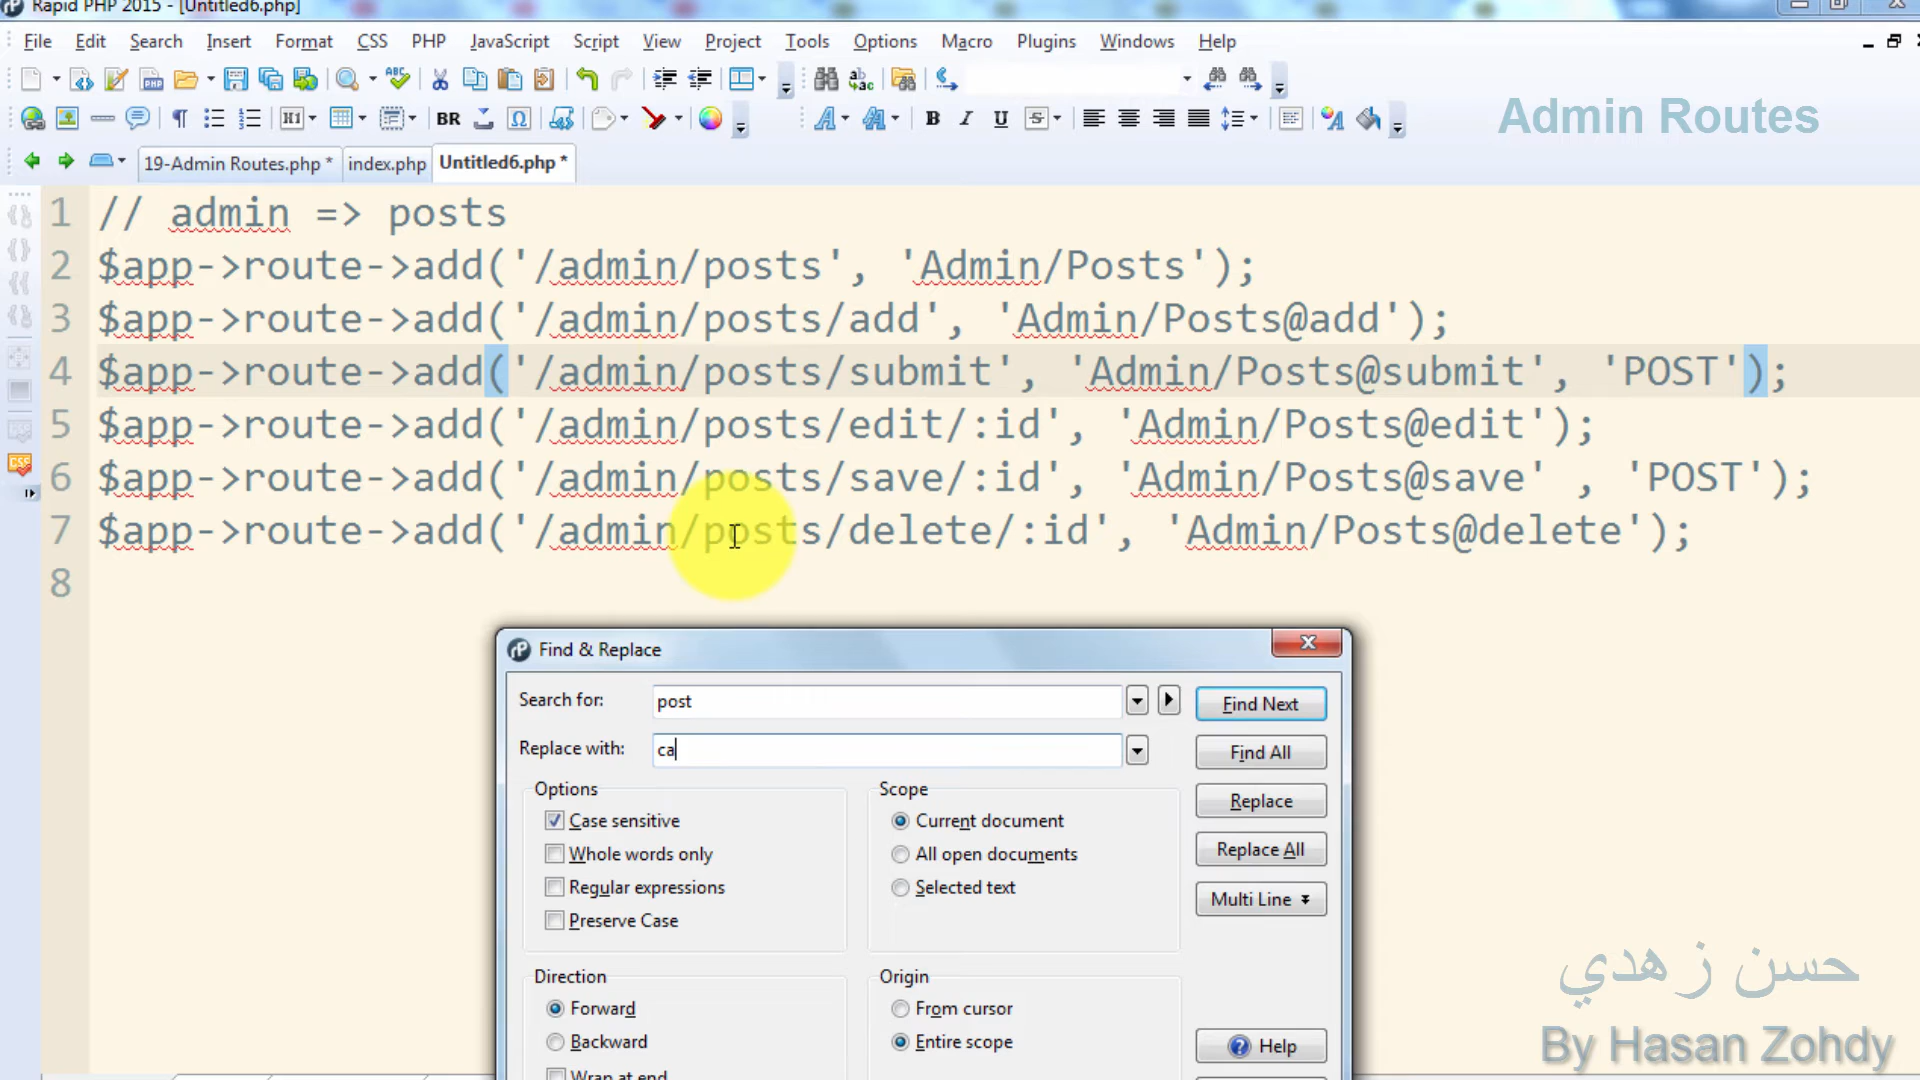 Rapid PHP 2015 - [Untitled6.php]
File Edit Search Insert Format CSS PHP JavaScript Script View Project Tools Options Macro Plugins Windows Help
ABC
ab
ac
H1 BR Ω A A B I U S A
Admin Routes
19-Admin Routes.php * index.php Untitled6.php *
1 // admin => posts
2 $app->route->add('/admin/posts', 'Admin/Posts');
3 $app->route->add('/admin/posts/add', 'Admin/Posts@add');
4 $app->route->add('/admin/posts/submit', 'Admin/Posts@submit', 'POST');
5 $app->route->add('/admin/posts/edit/:id', 'Admin/Posts@edit');
6 $app->route->add('/admin/posts/save/:id', 'Admin/Posts@save' , 'POST');
7 $app->route->add('/admin/posts/delete/:id', 'Admin/Posts@delete');
8
CSS
Find & Replace
Search for: post Find Next
Replace with: ca Find All
Options Scope Replace
Case sensitive Current document
Whole words only All open documents Replace All
Regular expressions Selected text Multi Line
Preserve Case
Direction Origin
Forward From cursor
Backward Entire scope Help
Wrap at end
حسن زهدي
By Hasan Zohdy